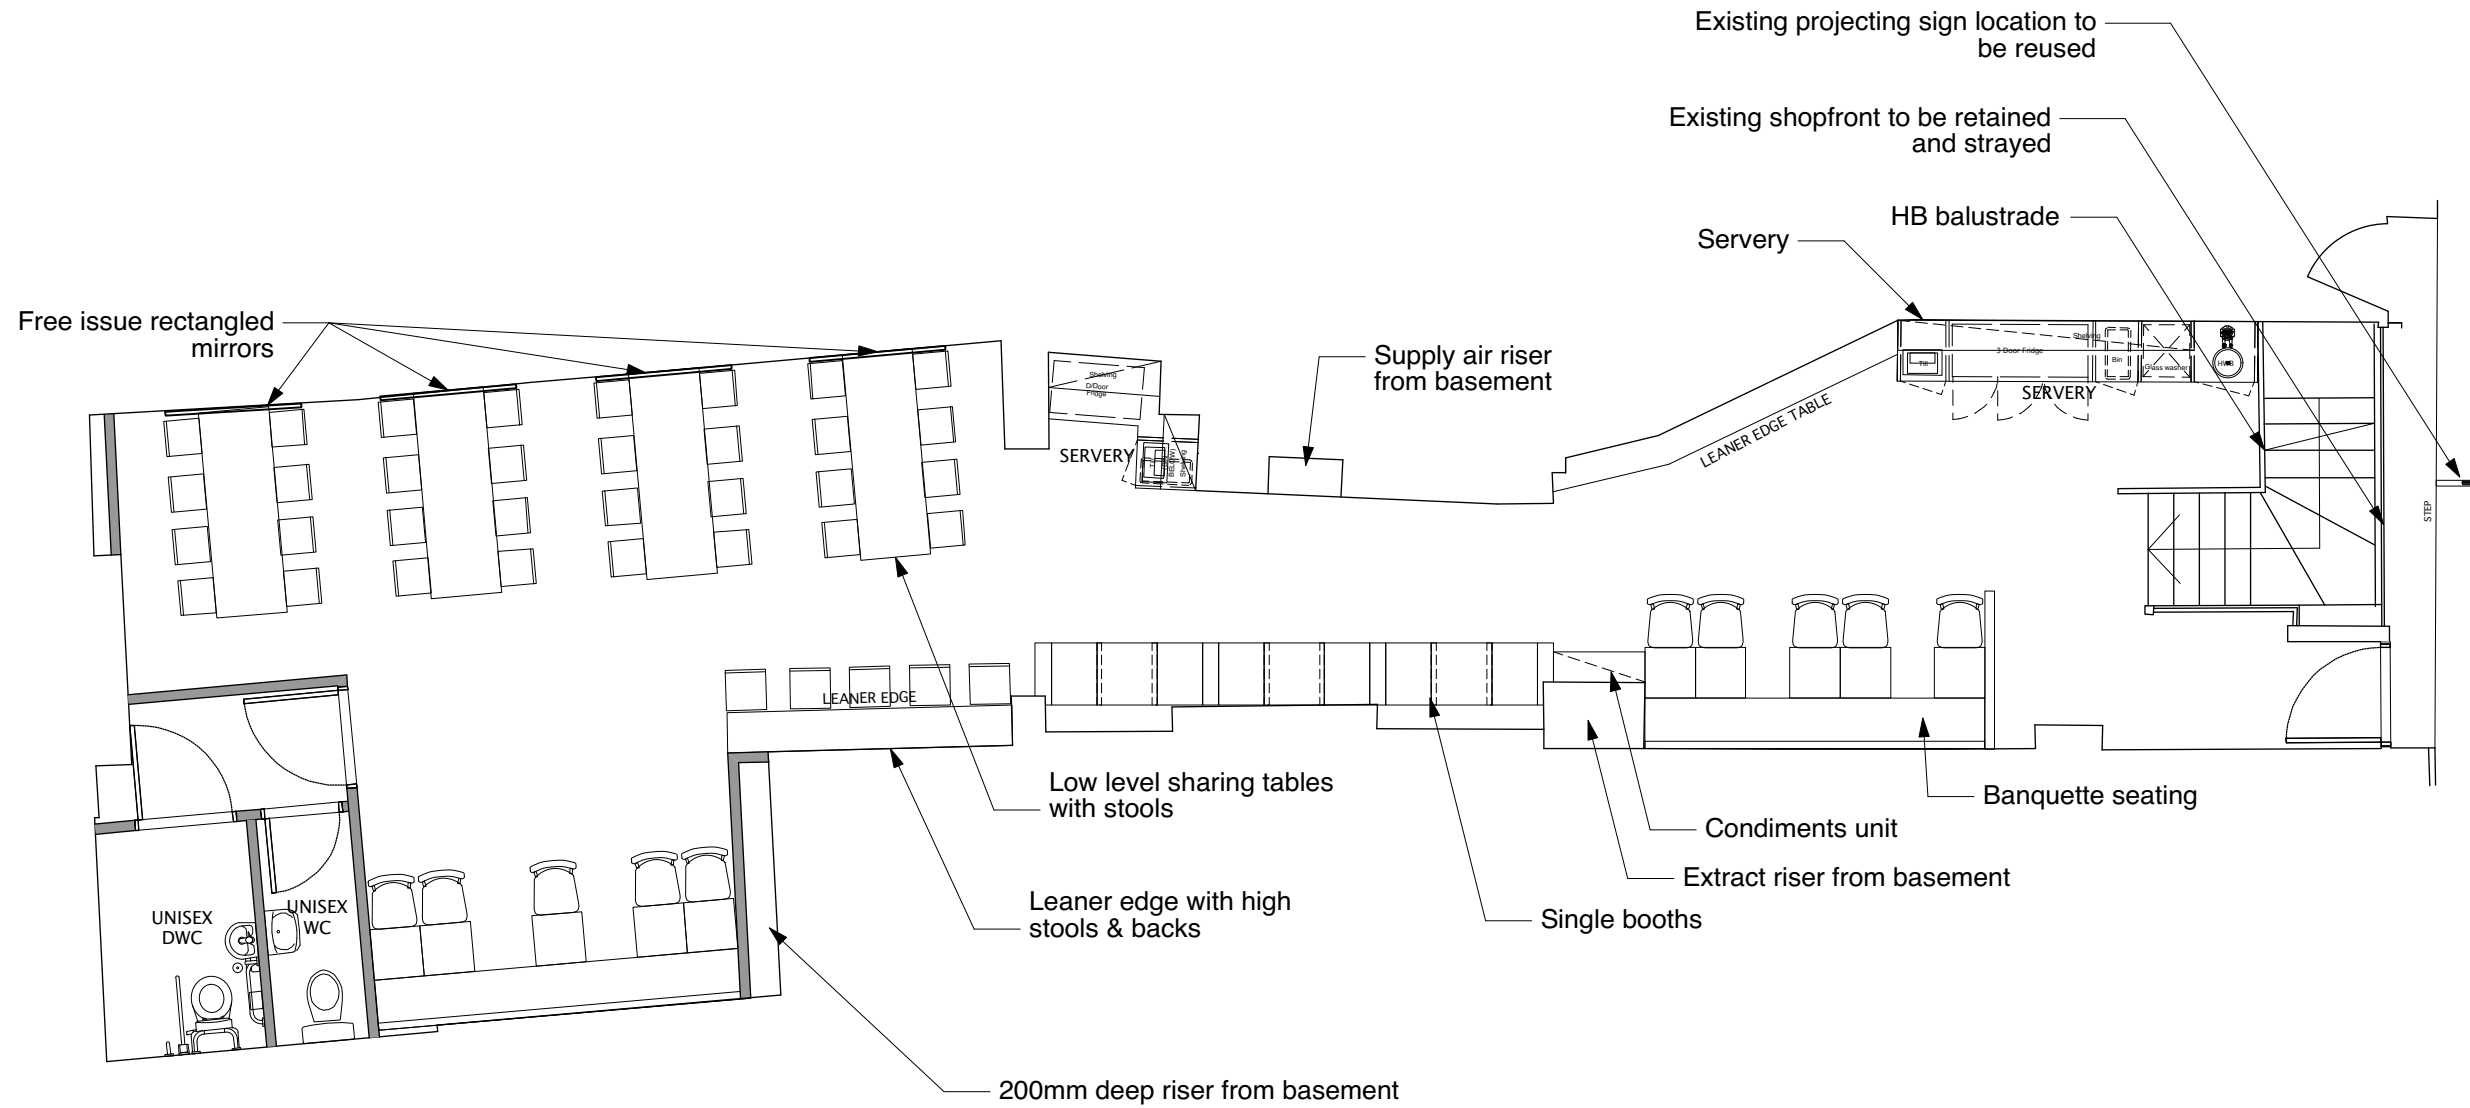 Existing projecting sign location to
be reused
Existing shopfront to be retained
and strayed
HB balustrade
Servery
Free issue rectangled
mirrors
Supply air riser
from basement
Shelving
D/Door
Fridge
SERVERY
Till
BELOW)
Shelving
LEANER EDGE TABLE
Till
3 Door Fridge
Shelving
Bin
Glass washer
HWB
SERVERY
STEP
LEANER EDGE
Low level sharing tables
with stools
Banquette seating
Condiments unit
Extract riser from basement
Single booths
Leaner edge with high
stools & backs
UNISEX
DWC
UNISEX
WC
200mm deep riser from basement